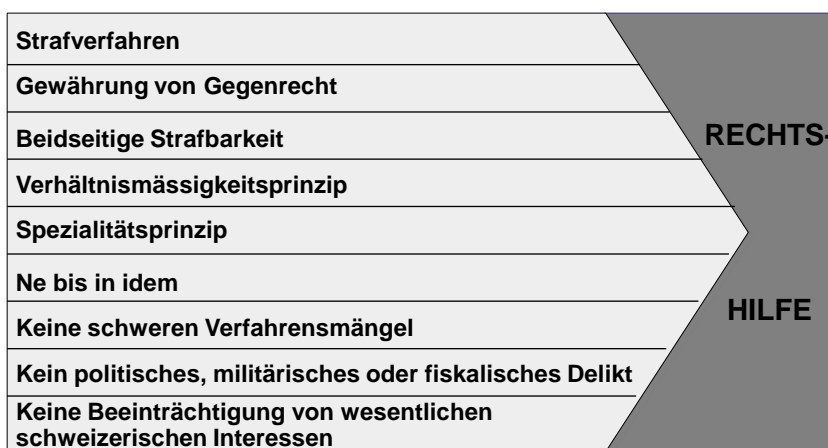 Strafverfahren
Gewährung von Gegenrecht
Beidseitige Strafbarkeit
Verhältnismässigkeitsprinzip
Spezialitätsprinzip
Ne bis in idem
Keine schweren Verfahrensmängel
Kein politisches, militärisches oder fiskalisches Delikt
Keine Beeinträchtigung von wesentlichen
schweizerischen Interessen
RECHTS-
HILFE